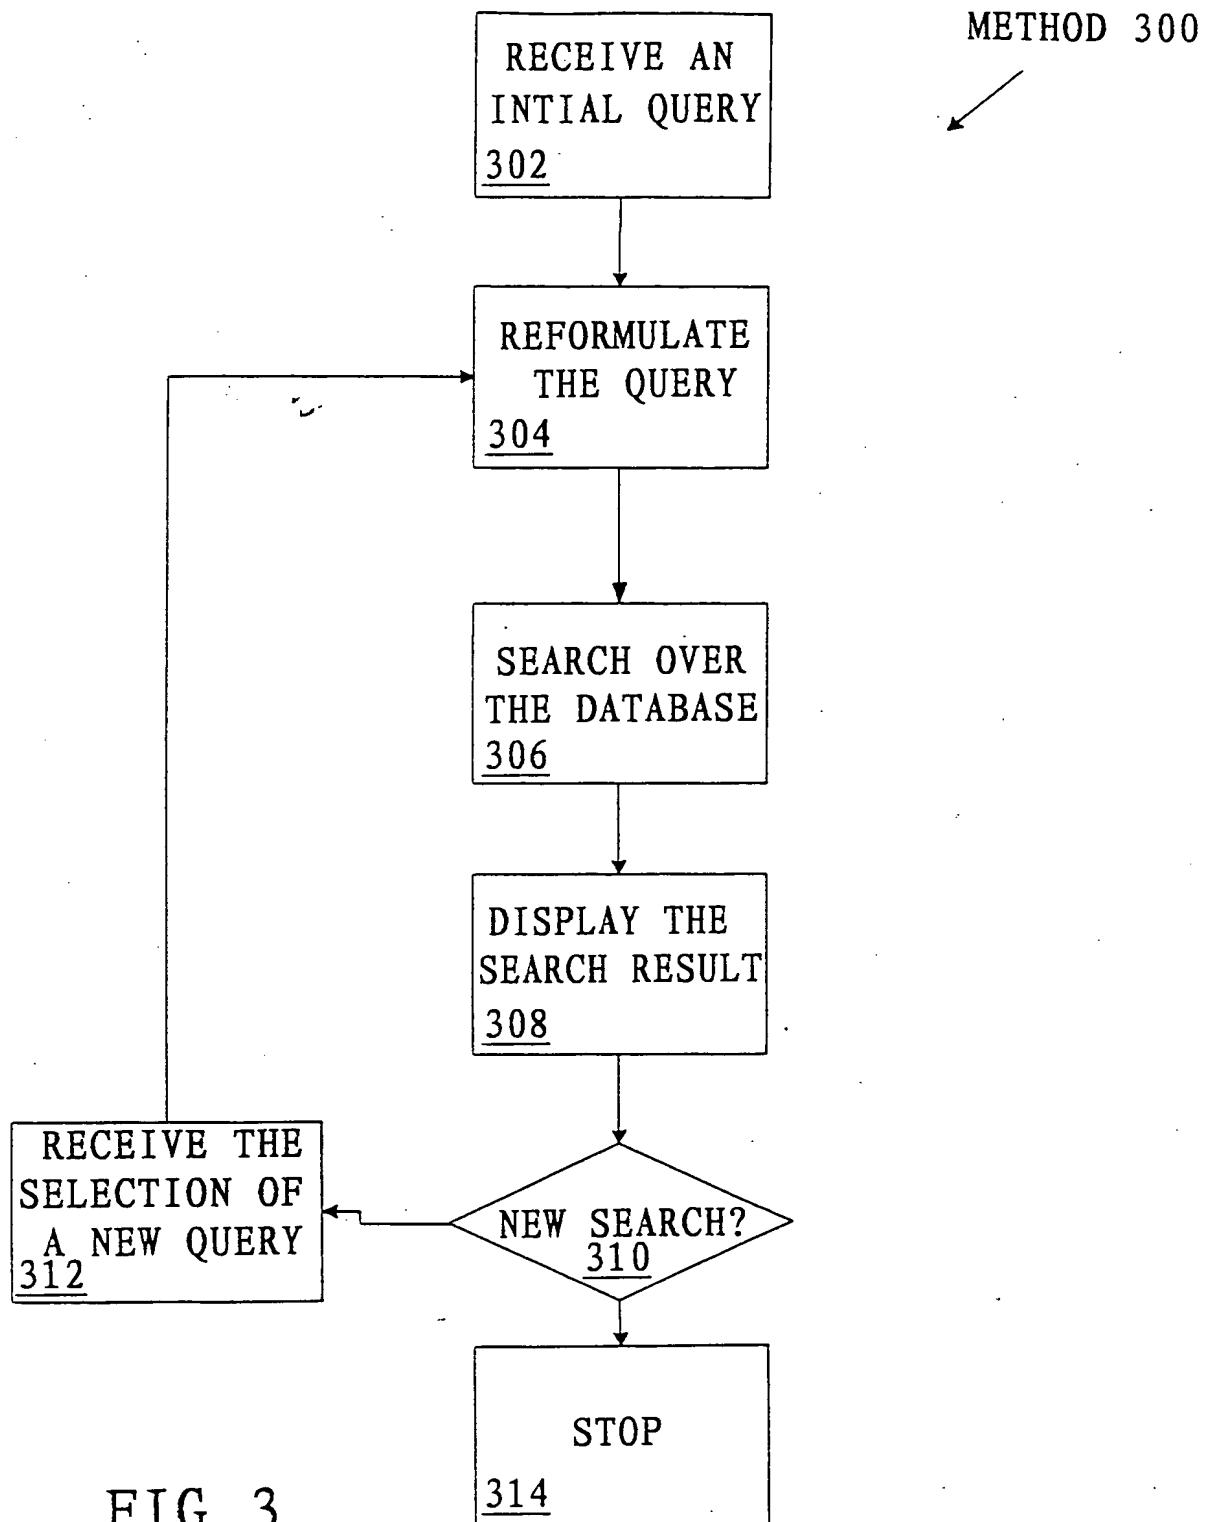 METHOD 300
RECEIVE AN
INTIAL QUERY
302
REFORMULATE
THE QUERY
304
SEARCH OVER
THE DATABASE
306
DISPLAY THE
SEARCH RESULT
308
NEW SEARCH?
310
RECEIVE THE
SELECTION OF
A NEW QUERY
312
STOP
314
FIG 3